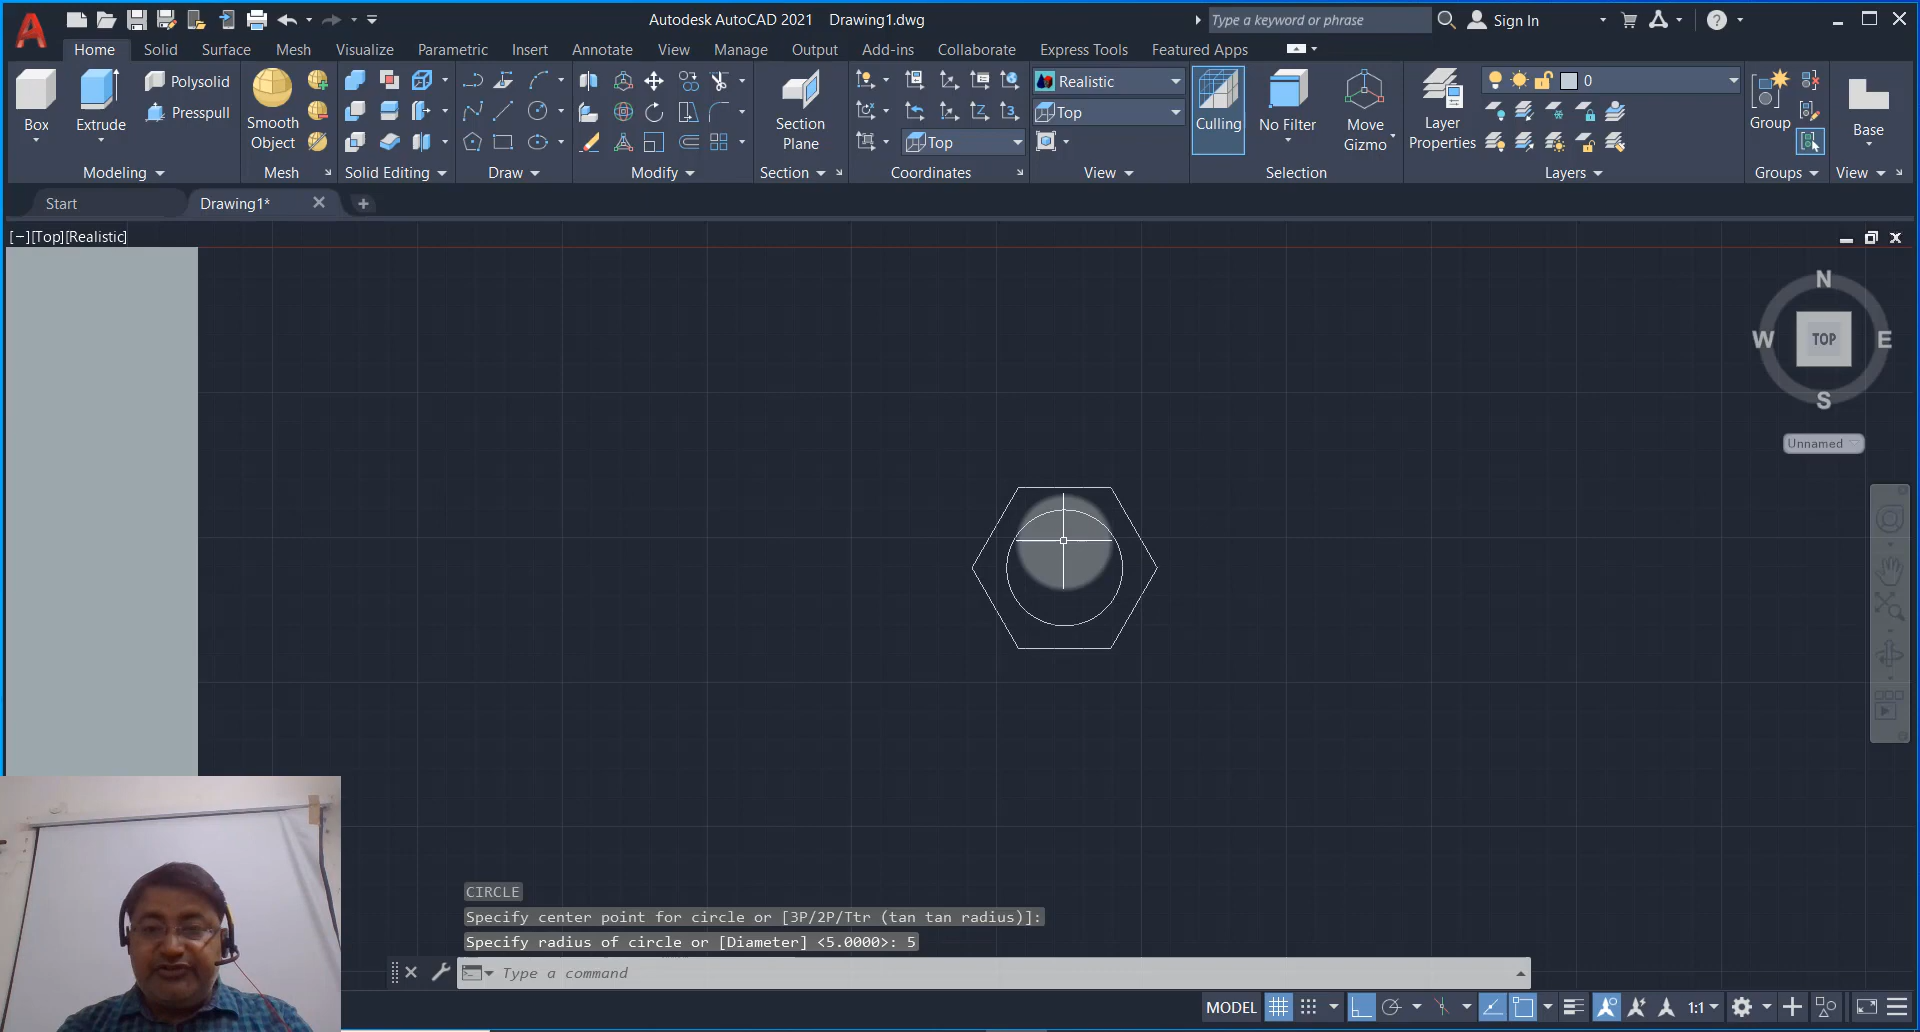 Autodesk AutoCAD 2021 Drawing1.dwg
Type a keyword or phrase
Sign In
Home Solid Surface Mesh Visualize Parametric Insert Annotate View Manage Output Add-ins Collaborate Express Tools Featured Apps
Box
Extrude
Polysolid
Presspull
Modeling
Smooth
Object
Mesh
Solid Editing
Draw
Modify
Section
Plane
Section
Top
Coordinates
Realistic
Top
View
Culling
No Filter
Move
Gizmo
Selection
Layer
Properties
0
Layers
Group
Groups
Base
View
Start
Drawing1*
[−][Top][Realistic]
N
W
TOP
E
S
Unnamed
CIRCLE
Specify center point for circle or [3P/2P/Ttr (tan tan radius)]:
Specify radius of circle or [Diameter] <5.0000>: 5
Type a command
MODEL
1:1